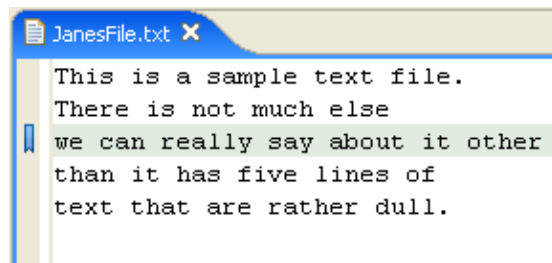 JanesFile.txt
This is a sample text file.
There is not much else
we can really say about it other
than it has five lines of
text that are rather dull.